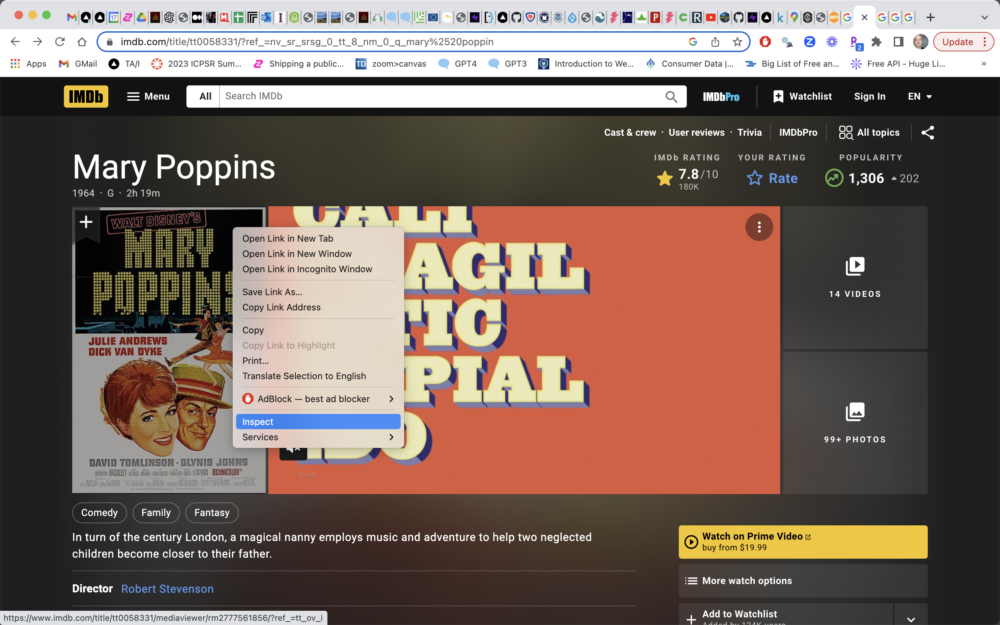 imdb.com/title/tt0058331/?ref_=nv_sr_srsg_0_tt_8_nm_0_q_mary%2520poppin
Update
2
Apps
GMail
TA/I
2023 ICPSR Sum...
Shipping a public...
TD zoom>canvas
GPT4
GPT3
Introduction to We...
Consumer Data |...
Big List of Free an...
Free API - Huge Li...
»
IMDb
Menu
All
Search IMDb
IMDbPro
Watchlist
Sign In
EN
Cast & crew · User reviews · Trivia
IMDbPro
All topics
Mary Poppins
1964 · G · 2h 19m
IMDb RATING
7.8/10
180K
YOUR RATING
Rate
POPULARITY
1,306
202
WALT DISNEY'S
MARY
POPPINS
JULIE ANDREWS
DICK VAN DYKE
DAVID TOMLINSON · GLYNIS JOHNS
TECHNICOLOR®
Open Link in New Tab
Open Link in New Window
Open Link in Incognito Window
Save Link As...
Copy Link Address
Copy
Copy Link to Highlight
Print...
Translate Selection to English
AdBlock — best ad blocker
Inspect
Services
CALI
AGIL
TIC
PIAL
loop
14 VIDEOS
99+ PHOTOS
Comedy
Family
Fantasy
In turn of the century London, a magical nanny employs music and adventure to help two neglected
children become closer to their father.
Director Robert Stevenson
Watch on Prime Video
buy from $19.99
More watch options
Add to Watchlist
https://www.imdb.com/title/tt0058331/mediaviewer/rm2777561856/?ref_=tt_ov_i